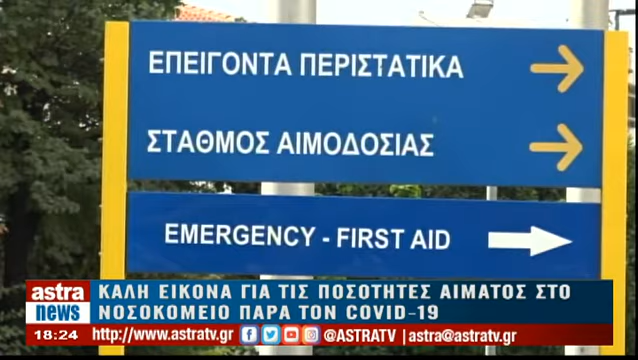 ΕΠΕΙΓΟΝΤΑ ΠΕΡΙΣΤΑΤΙΚΑ
ΣΤΑΘΜΟΣ ΑΙΜΟΔΟΣΙΑΣ
EMERGENCY - FIRST AID
astra news
ΚΑΛΗ ΕΙΚΟΝΑ ΓΙΑ ΤΙΣ ΠΟΣΟΤΗΤΕΣ ΑΙΜΑΤΟΣ ΣΤΟ
ΝΟΣΟΚΟΜΕΙΟ ΠΑΡΑ ΤΟΝ COVID-19
18:24 http://www.astratv.gr @ASTRATV | astra@astratv.gr